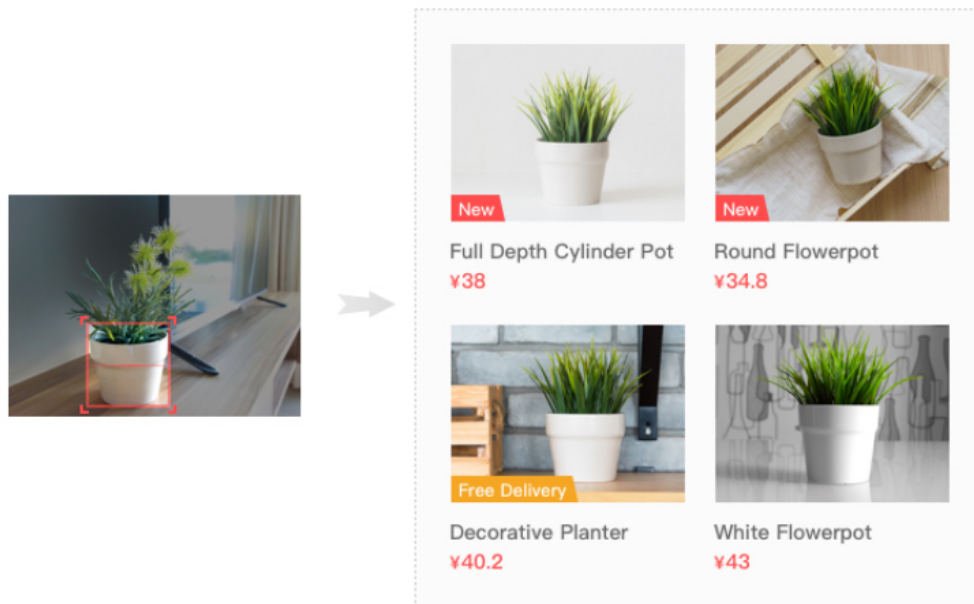 New
New
Full Depth Cylinder Pot
Round Flowerpot
¥38
¥34.8
Free Delivery
Decorative Planter
White Flowerpot
¥40.2
¥43